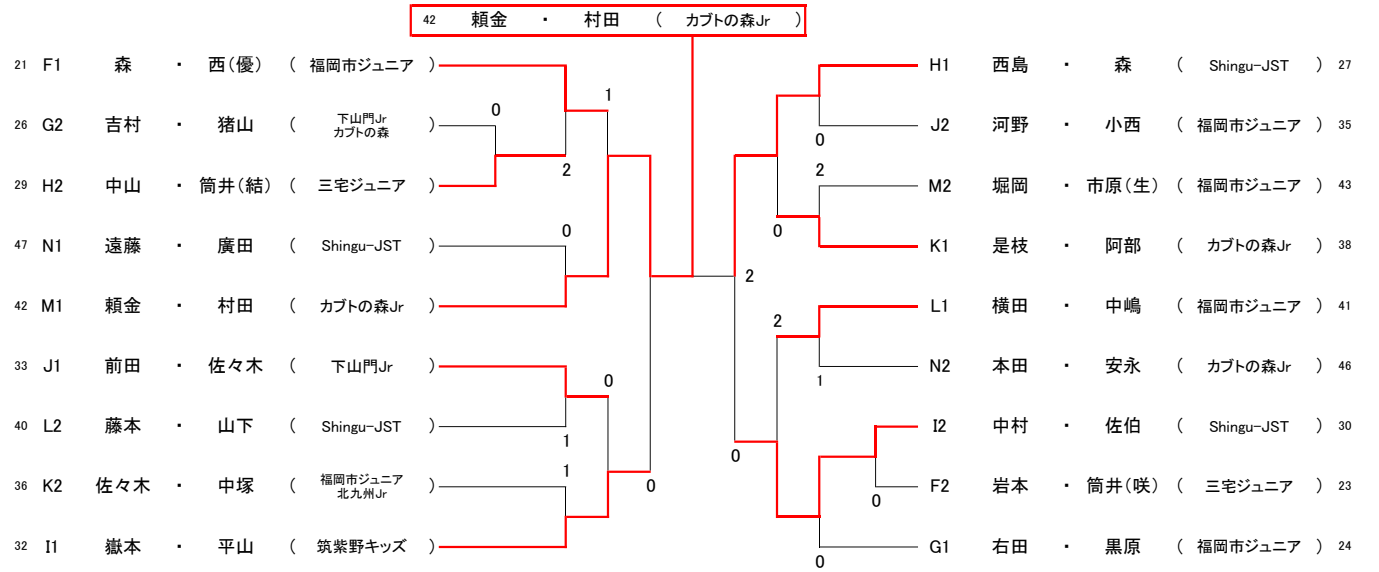 42 頼金 ・ 村田 ( カブトの森Jr )
21 F1 森 ・ 西(優) ( 福岡市ジュニア )
26 G2 吉村 ・ 猪山 ( 下山門Jr カブトの森 )
29 H2 中山 ・ 筒井(結) ( 三宅ジュニア )
47 N1 遠藤 ・ 廣田 ( Shingu-JST )
42 M1 頼金 ・ 村田 ( カブトの森Jr )
33 J1 前田 ・ 佐々木 ( 下山門Jr )
40 L2 藤本 ・ 山下 ( Shingu-JST )
36 K2 佐々木 ・ 中塚 ( 福岡市ジュニア 北九州Jr )
32 I1 嶽本 ・ 平山 ( 筑紫野キッズ )
0
1
2
0
0
1
1
0
2
H1 西島 ・ 森 ( Shingu-JST ) 27
J2 河野 ・ 小西 ( 福岡市ジュニア ) 35
M2 堀岡 ・ 市原(生) ( 福岡市ジュニア ) 43
K1 是枝 ・ 阿部 ( カブトの森Jr ) 38
L1 横田 ・ 中嶋 ( 福岡市ジュニア ) 41
N2 本田 ・ 安永 ( カブトの森Jr ) 46
I2 中村 ・ 佐伯 ( Shingu-JST ) 30
F2 岩本 ・ 筒井(咲) ( 三宅ジュニア ) 23
G1 右田 ・ 黒原 ( 福岡市ジュニア ) 24
0
2
0
2
1
0
0
0